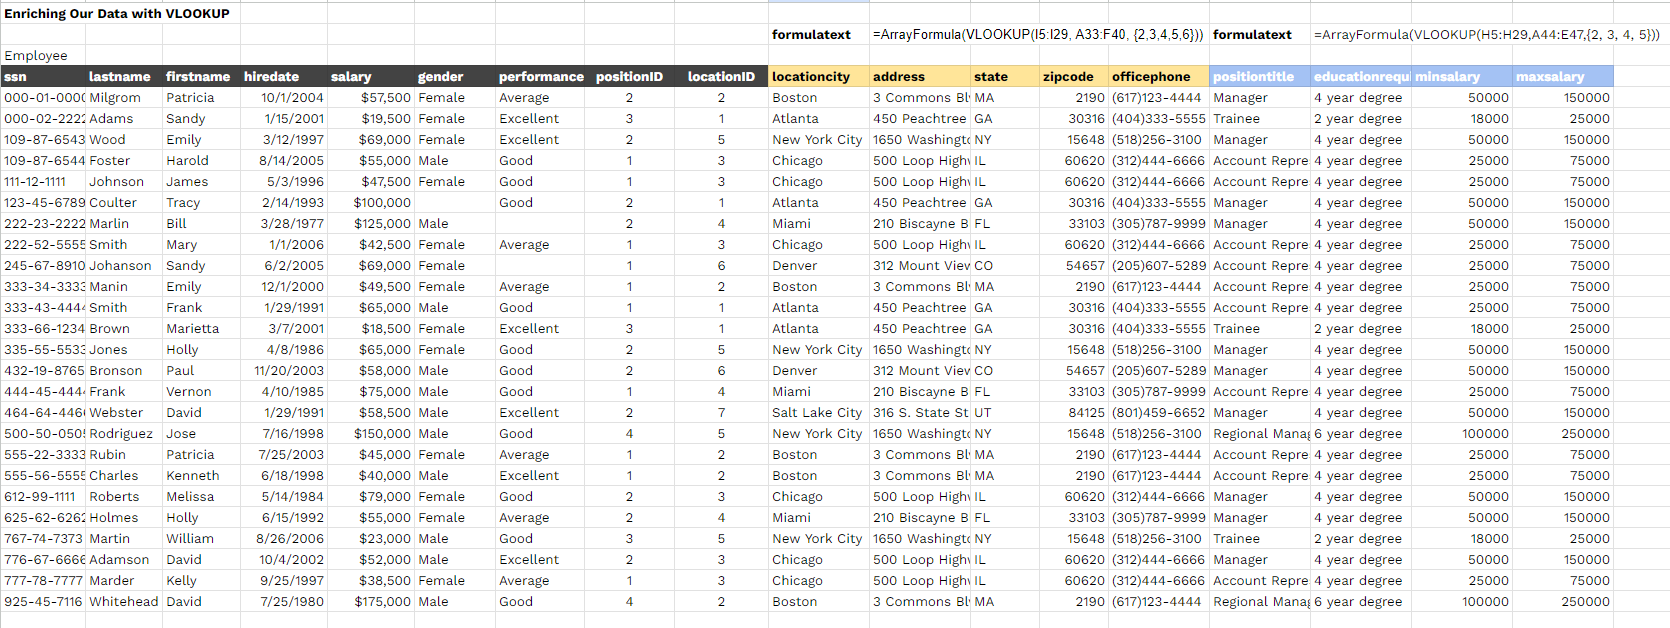 Enriching Our Data with VLOOKUP
formulatext =ArrayFormula(VLOOKUP(I5:I29, A33:F40, {2,3,4,5,6})) formulatext =ArrayFormula(VLOOKUP(H5:H29,A44:E47,{2, 3, 4, 5}))
Employee
ssn lastname firstname hiredate salary gender performance positionID locationID locationcity address state zipcode officephone positiontitle educationrequi minsalary maxsalary
000-01-0000 Milgrom Patricia 10/1/2004 $57,500 Female Average 2 2 Boston 3 Commons Bl MA 2190 (617)123-4444 Manager 4 year degree 50000 150000
000-02-2222 Adams Sandy 1/15/2001 $19,500 Female Excellent 3 1 Atlanta 450 Peachtree GA 30316 (404)333-5555 Trainee 2 year degree 18000 25000
109-87-6543 Wood Emily 3/12/1997 $69,000 Female Excellent 2 5 New York City 1650 Washingt NY 15648 (518)256-3100 Manager 4 year degree 50000 150000
109-87-6544 Foster Harold 8/14/2005 $55,000 Male Good 1 3 Chicago 500 Loop High IL 60620 (312)444-6666 Account Repre 4 year degree 25000 75000
111-12-1111 Johnson James 5/3/1996 $47,500 Female Good 1 3 Chicago 500 Loop High IL 60620 (312)444-6666 Account Repre 4 year degree 25000 75000
123-45-6789 Coulter Tracy 2/14/1993 $100,000 Good 2 1 Atlanta 450 Peachtree GA 30316 (404)333-5555 Manager 4 year degree 50000 150000
222-23-2222 Marlin Bill 3/28/1977 $125,000 Male 2 4 Miami 210 Biscayne B FL 33103 (305)787-9999 Manager 4 year degree 50000 150000
222-52-5555 Smith Mary 1/1/2006 $42,500 Female Average 1 3 Chicago 500 Loop High IL 60620 (312)444-6666 Account Repre 4 year degree 25000 75000
245-67-8910 Johanson Sandy 6/2/2005 $69,000 Female 1 6 Denver 312 Mount View CO 54657 (205)607-5289 Account Repre 4 year degree 25000 75000
333-34-3333 Manin Emily 12/1/2000 $49,500 Female Average 1 2 Boston 3 Commons Bl MA 2190 (617)123-4444 Account Repre 4 year degree 25000 75000
333-43-4444 Smith Frank 1/29/1991 $65,000 Male Good 1 1 Atlanta 450 Peachtree GA 30316 (404)333-5555 Account Repre 4 year degree 25000 75000
333-66-1234 Brown Marietta 3/7/2001 $18,500 Female Excellent 3 1 Atlanta 450 Peachtree GA 30316 (404)333-5555 Trainee 2 year degree 18000 25000
335-55-5533 Jones Holly 4/8/1986 $65,000 Female Good 2 5 New York City 1650 Washingt NY 15648 (518)256-3100 Manager 4 year degree 50000 150000
432-19-8765 Bronson Paul 11/20/2003 $58,000 Male Good 2 6 Denver 312 Mount View CO 54657 (205)607-5289 Manager 4 year degree 50000 150000
444-45-4444 Frank Vernon 4/10/1985 $75,000 Male Good 1 4 Miami 210 Biscayne B FL 33103 (305)787-9999 Account Repre 4 year degree 25000 75000
464-64-446 Webster David 1/29/1991 $58,500 Male Excellent 2 7 Salt Lake City 316 S. State St UT 84125 (801)459-6652 Manager 4 year degree 50000 150000
500-50-050 Rodriguez Jose 7/16/1998 $150,000 Male Good 4 5 New York City 1650 Washingt NY 15648 (518)256-3100 Regional Manag 6 year degree 100000 250000
555-22-3333 Rubin Patricia 7/25/2003 $45,000 Female Average 1 2 Boston 3 Commons Bl MA 2190 (617)123-4444 Account Repre 4 year degree 25000 75000
555-56-5555 Charles Kenneth 6/18/1998 $40,000 Male Excellent 1 2 Boston 3 Commons Bl MA 2190 (617)123-4444 Account Repre 4 year degree 25000 75000
612-99-1111 Roberts Melissa 5/14/1984 $79,000 Female Good 2 3 Chicago 500 Loop High IL 60620 (312)444-6666 Manager 4 year degree 50000 150000
625-62-6262 Holmes Holly 6/15/1992 $55,000 Female Average 2 4 Miami 210 Biscayne B FL 33103 (305)787-9999 Manager 4 year degree 50000 150000
767-74-7373 Martin William 8/26/2006 $23,000 Male Good 3 5 New York City 1650 Washingt NY 15648 (518)256-3100 Trainee 2 year degree 18000 25000
776-67-6666 Adamson David 10/4/2002 $52,000 Male Excellent 2 3 Chicago 500 Loop High IL 60620 (312)444-6666 Manager 4 year degree 50000 150000
777-78-7777 Marder Kelly 9/25/1997 $38,500 Female Average 1 3 Chicago 500 Loop High IL 60620 (312)444-6666 Account Repre 4 year degree 25000 75000
925-45-7116 Whitehead David 7/25/1980 $175,000 Male Good 4 2 Boston 3 Commons Bl MA 2190 (617)123-4444 Regional Manag 6 year degree 100000 250000